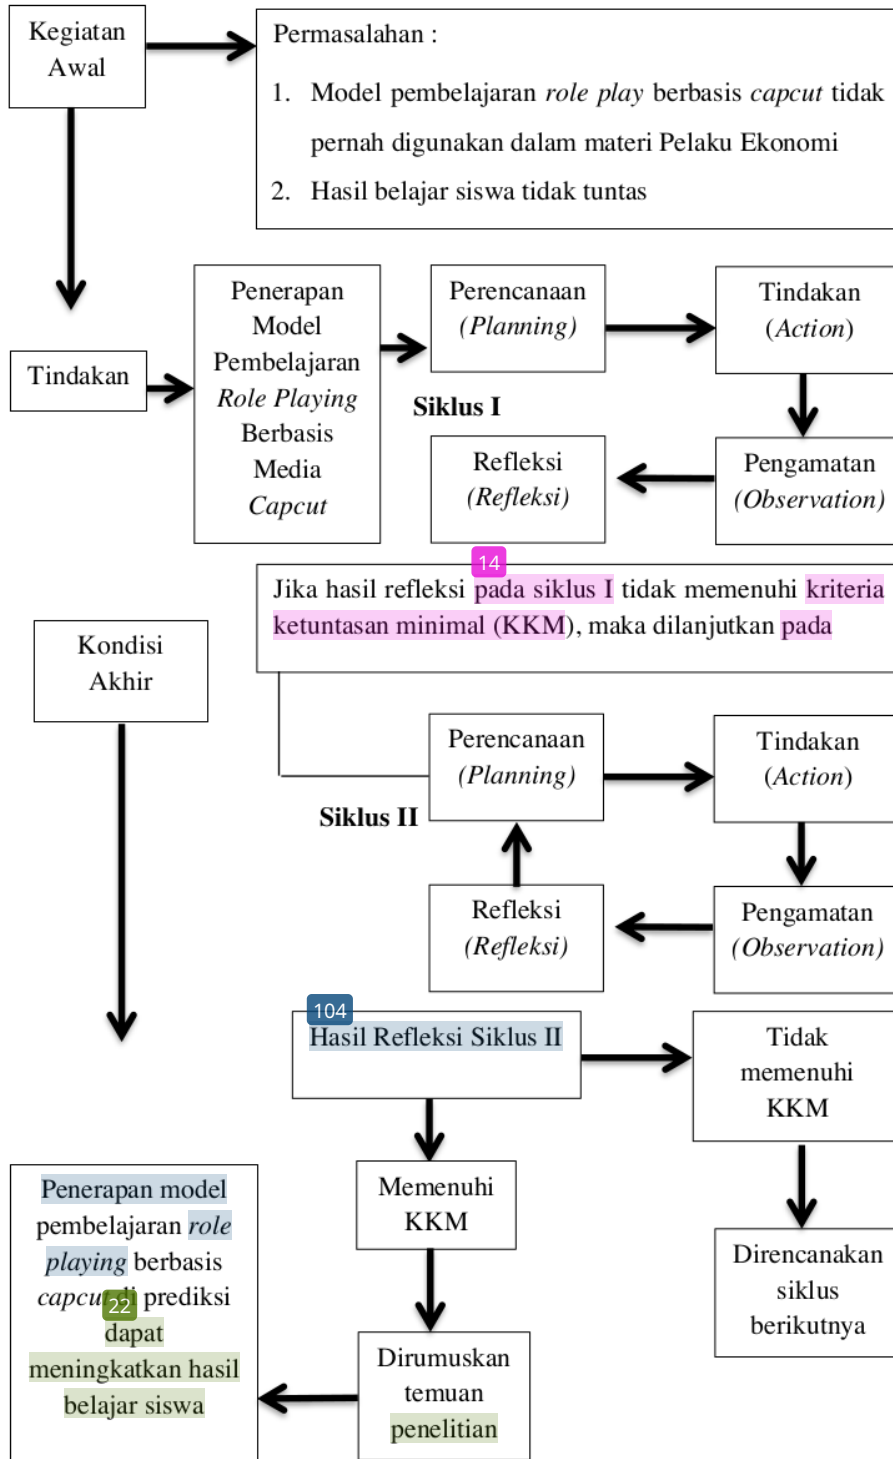 Kegiatan
Awal
Permasalahan :
1. Model pembelajaran role play berbasis capcut tidak
pernah digunakan dalam materi Pelaku Ekonomi
2. Hasil belajar siswa tidak tuntas
Tindakan
Penerapan
Model
Pembelajaran
Role Playing
Berbasis
Media
Capcut
Perencanaan
(Planning)
Tindakan
(Action)
Siklus I
Refleksi
(Refleksi)
Pengamatan
(Observation)
14
Jika hasil refleksi pada siklus I tidak memenuhi kriteria
ketuntasan minimal (KKM), maka dilanjutkan pada
Kondisi
Akhir
Perencanaan
(Planning)
Tindakan
(Action)
Siklus II
Refleksi
(Refleksi)
Pengamatan
(Observation)
104
Hasil Refleksi Siklus II
Tidak
memenuhi
KKM
Memenuhi
KKM
Direncanakan
siklus
berikutnya
Dirumuskan
temuan
penelitian
Penerapan model
pembelajaran role
playing berbasis
capcut di prediksi
22
dapat
meningkatkan hasil
belajar siswa